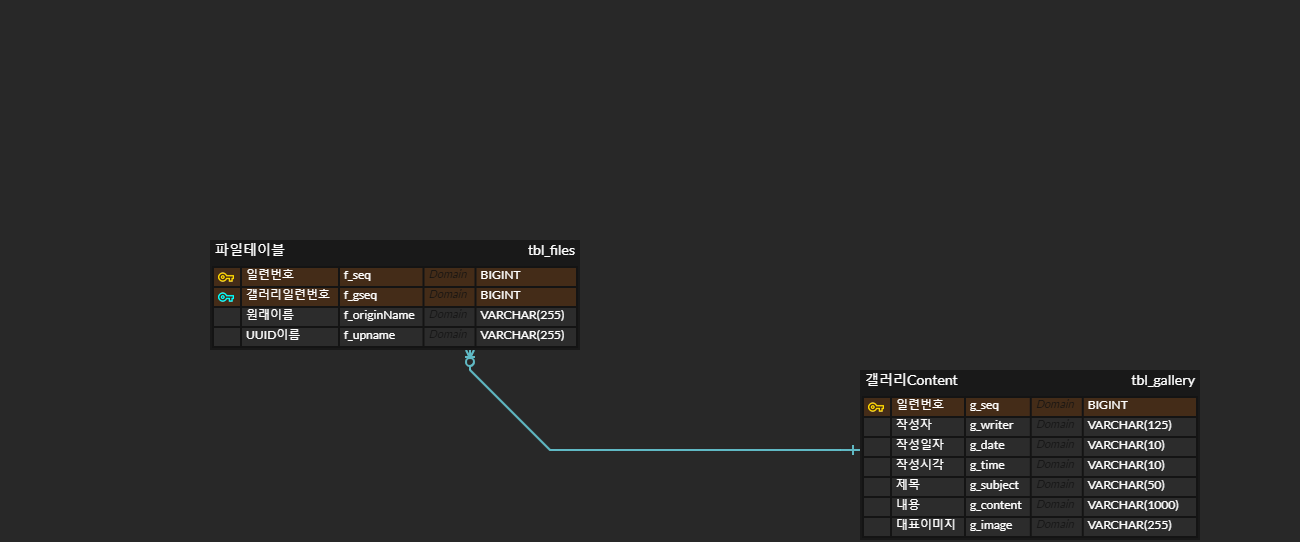 파일테이블 tbl_files
일련번호 f_seq Domain BIGINT
갤러리일련번호 f_gseq Domain BIGINT
원래이름 f_originName Domain VARCHAR(255)
UUID이름 f_upname Domain VARCHAR(255)
갤러리Content tbl_gallery
일련번호 g_seq Domain BIGINT
작성자 g_writer Domain VARCHAR(125)
작성일자 g_date Domain VARCHAR(10)
작성시각 g_time Domain VARCHAR(10)
제목 g_subject Domain VARCHAR(50)
내용 g_content Domain VARCHAR(1000)
대표이미지 g_image Domain VARCHAR(255)